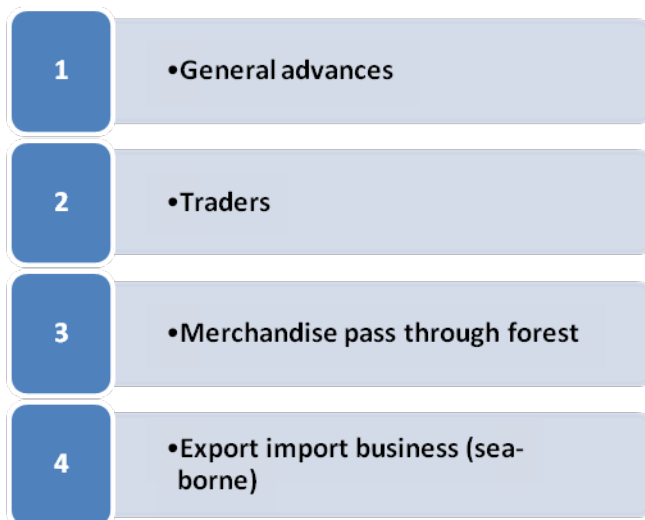 1
•General advances
2
•Traders
3
•Merchandise pass through forest
4
•Export import business (sea-
borne)